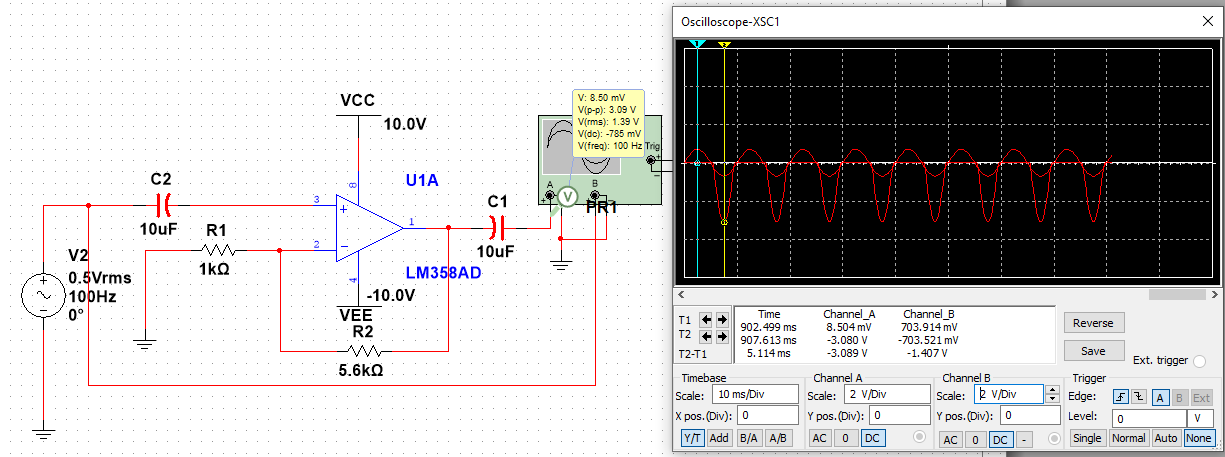 Oscilloscope-XSC1
VCC
10.0V
V: 8.50 mV
V(p-p): 3.09 V
V(rms): 1.39 V
V(dc): -785 mV
V(freq): 100 Hz
Trig
A
B
V
PR1
C2
10uF
3
8
U1A
1
C1
10uF
R1
1kΩ
2
4
LM358AD
V2
0.5Vrms
100Hz
0°
-10.0V
VEE
R2
5.6kΩ
1
2
T1
T2
T2-T1
Time Channel_A Channel_B
902.499 ms 8.504 mV 703.914 mV
907.613 ms -3.080 V -703.521 mV
5.114 ms -3.089 V -1.407 V
Reverse
Save
Ext. trigger
Timebase
Scale: 10 ms/Div
X pos.(Div): 0
Y/T Add B/A A/B
Channel A
Scale: 2 V/Div
Y pos.(Div): 0
AC 0 DC
Channel B
Scale: 2 V/Div
Y pos.(Div): 0
AC 0 DC -
Trigger
Edge: A B Ext
Level: 0 V
Single Normal Auto None